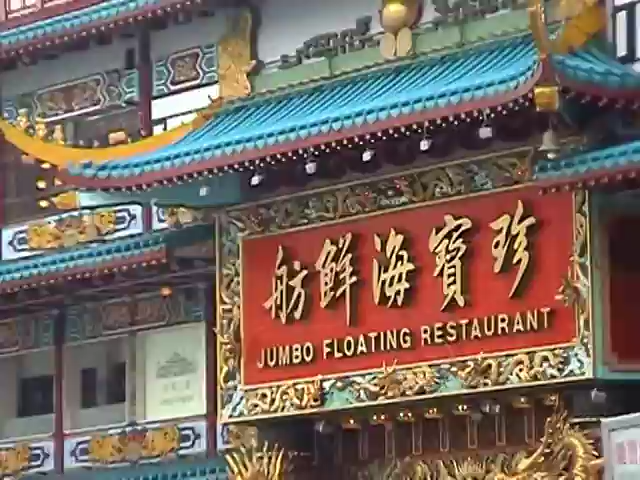 舫鮮海寶珍
JUMBO FLOATING RESTAURANT